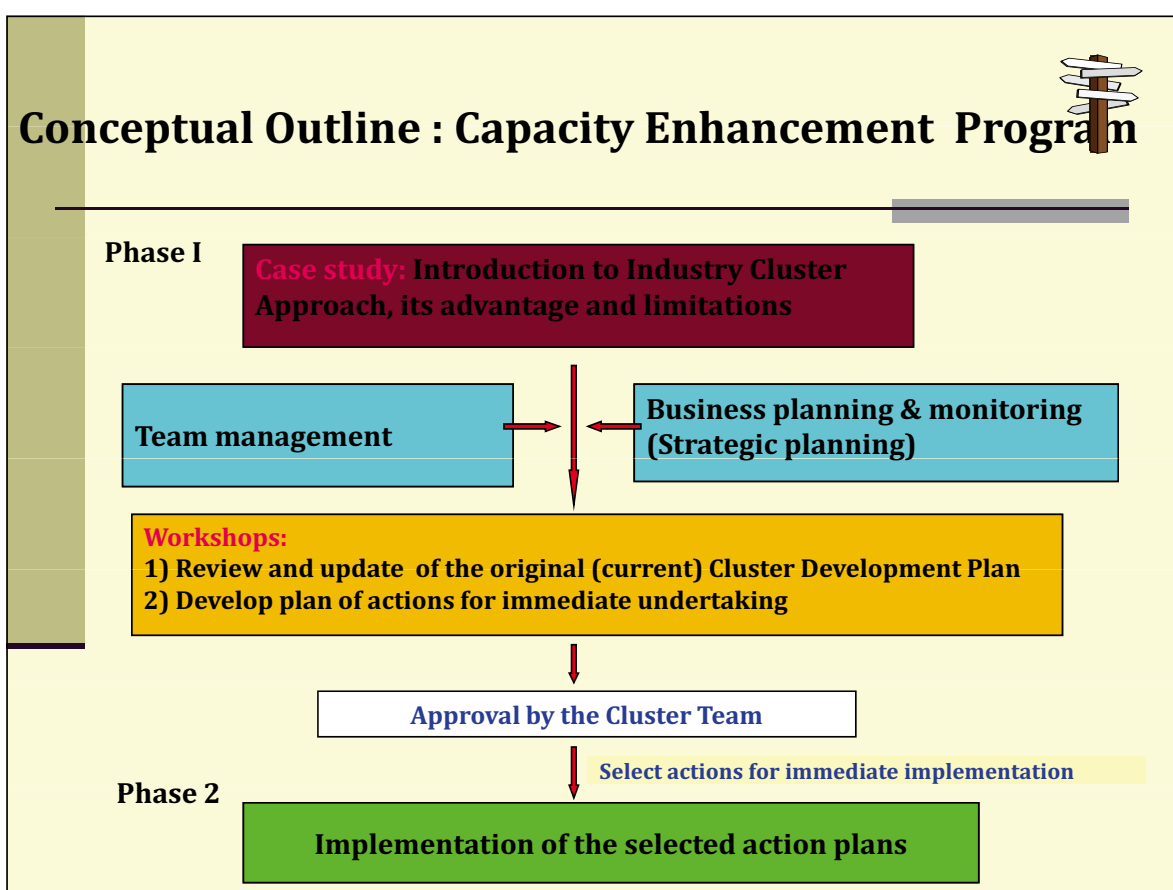 Conceptual Outline : Capacity Enhancement Program
Phase I
Case study: Introduction to Industry Cluster
Approach, its advantage and limitations
Team management
Business planning & monitoring
(Strategic planning)
Workshops:
1) Review and update of the original (current) Cluster Development Plan
2) Develop plan of actions for immediate undertaking
Approval by the Cluster Team
Select actions for immediate implementation
Phase 2
Implementation of the selected action plans